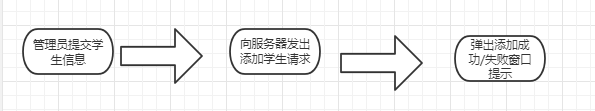 管理员提交学
生信息
向服务器发出
添加学生请求
弹出添加成
功/失败窗口
提示